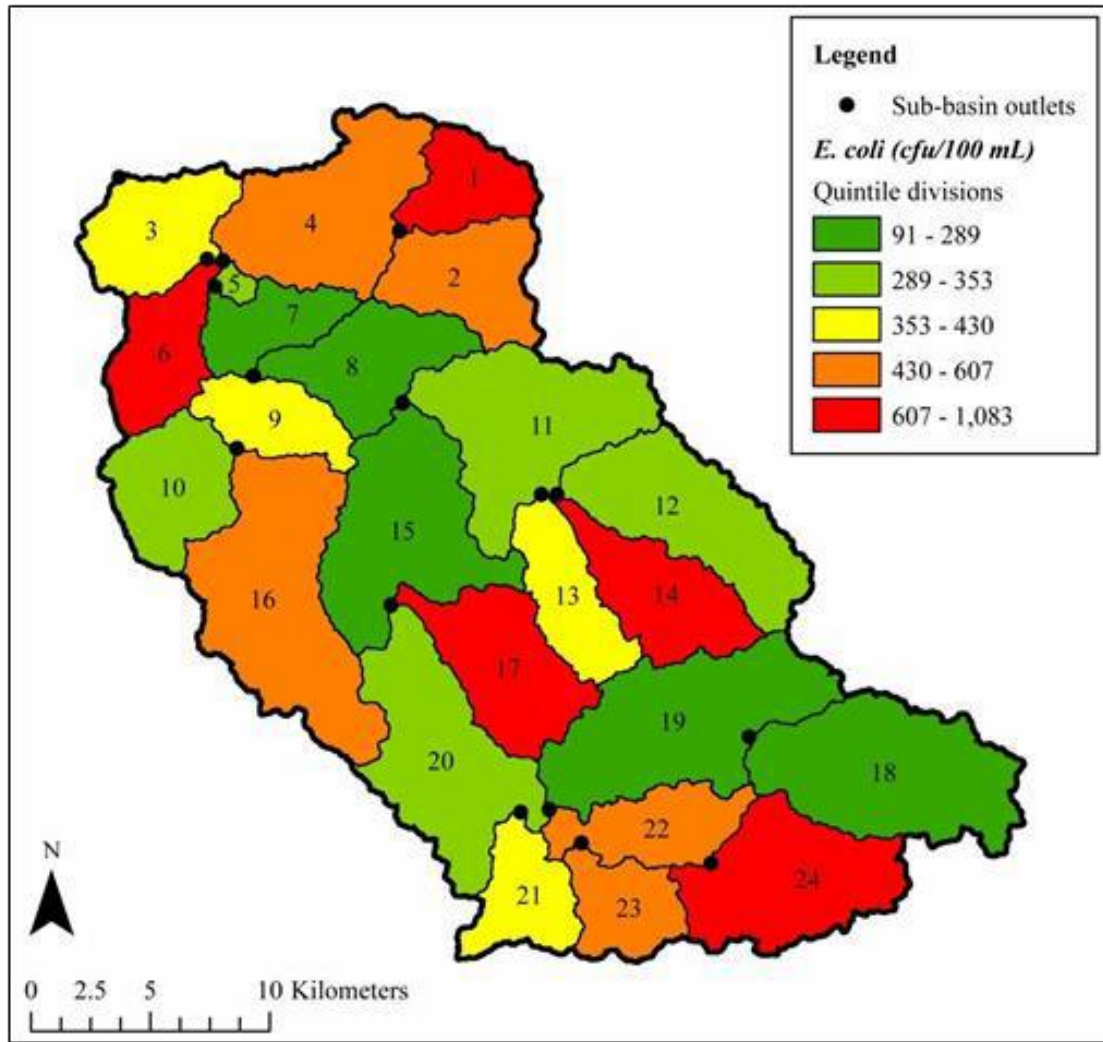 Legend
Sub-basin outlets
E. coli (cfu/100 mL)
Quintile divisions
91 - 289
289 - 353
353 - 430
430 - 607
607 - 1,083
1
3
4
2
5
7
6
8
9
11
10
12
15
13
14
16
17
19
20
18
22
24
21
23
N
0 2.5 5 10 Kilometers